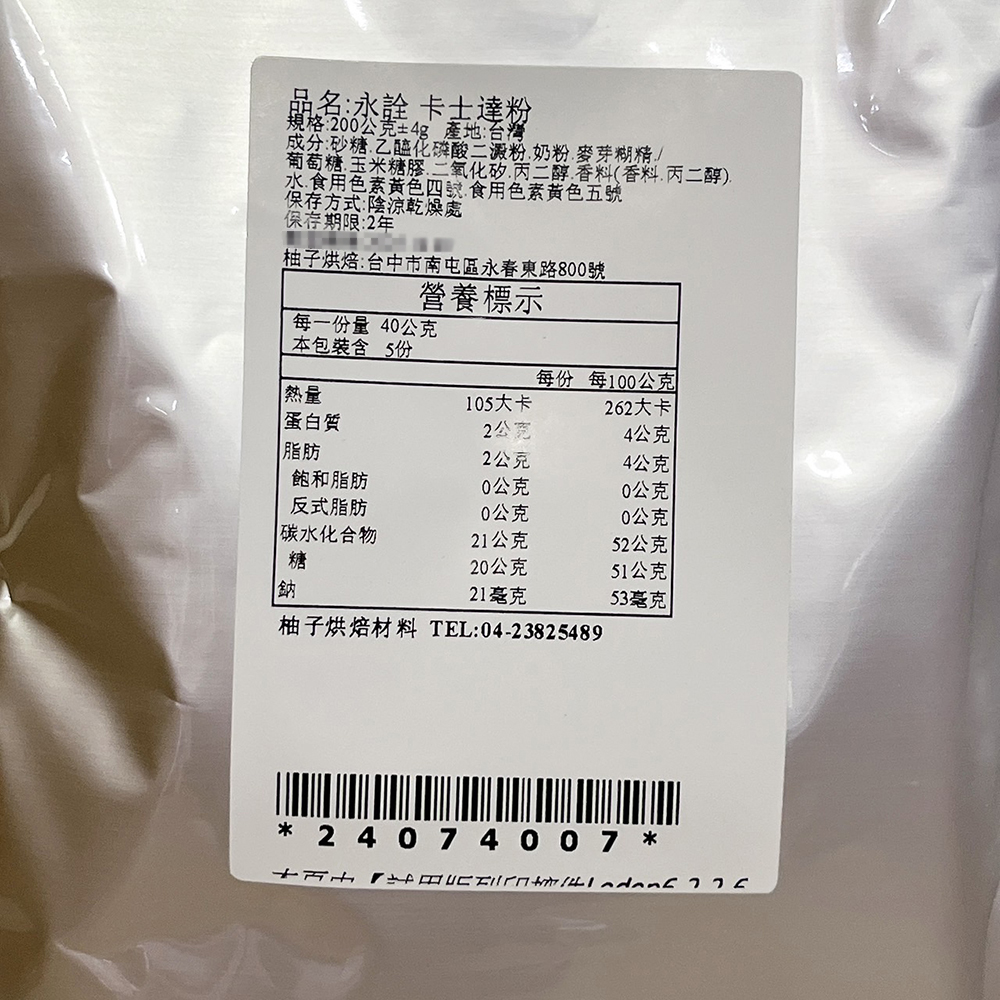 品名:永詮 卡士達粉
規格:200公克±4g 產地:台灣
成分:砂糖.乙醯化磷酸二澱粉.奶粉.麥芽糊精/
葡萄糖.玉米糖膠.二氧化矽.丙二醇.香料(香料.丙二醇).
水.食用色素黃色四號.食用色素黃色五號
保存方式:陰涼乾燥處
保存期限:2年
柚子烘焙:台中市南屯區永春東路800號
營養標示
每一份量 40公克
本包裝含 5份
每份 每100公克
熱量 105大卡 262大卡
蛋白質 2公克 4公克
脂肪 2公克 4公克
飽和脂肪 0公克 0公克
反式脂肪 0公克 0公克
碳水化合物 21公克 52公克
糖 20公克 51公克
鈉 21毫克 53毫克
柚子烘焙材料 TEL:04-23825489
*24074007*